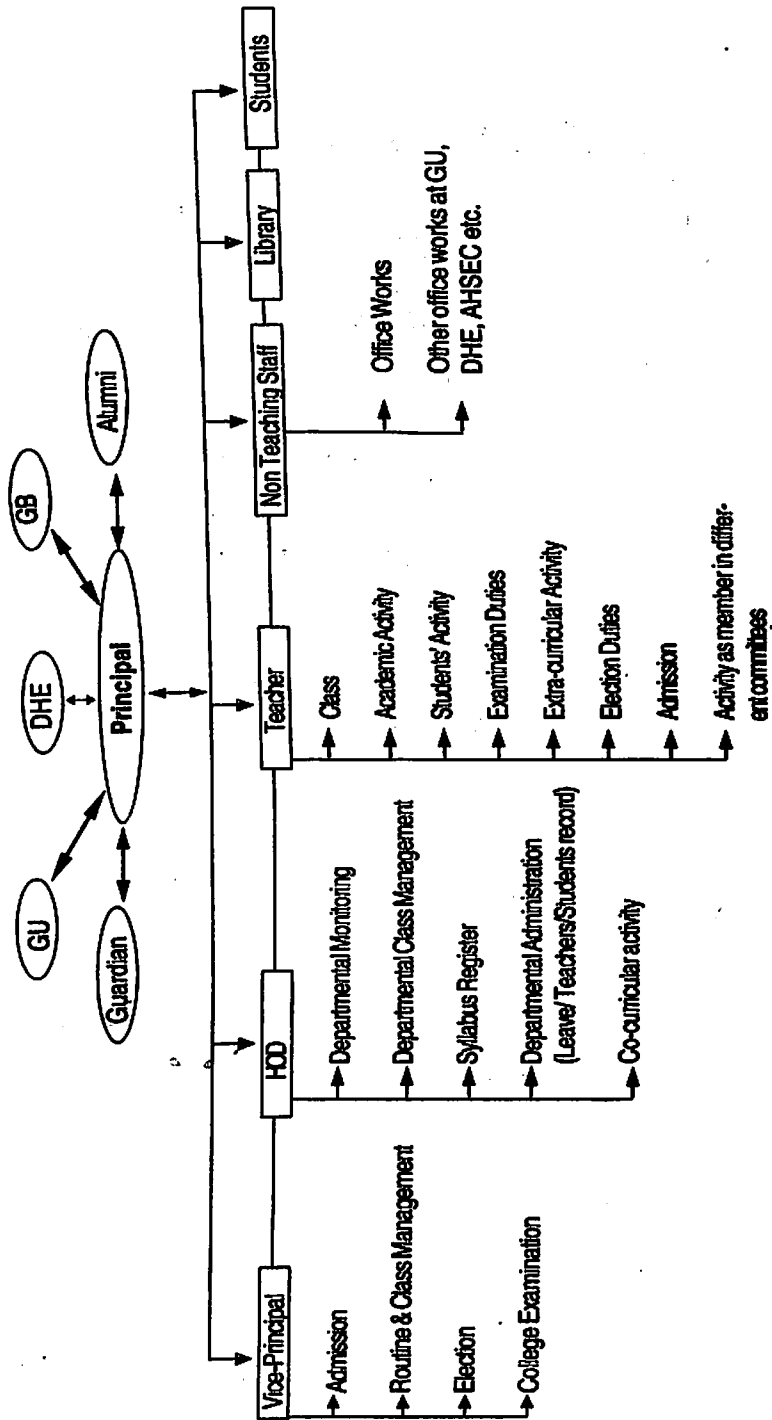 GU
DHE
GB
Guardian
Principal
Alumni
Vice-Principal
HOD
Teacher
Non Teaching Staff
Library
Students
Admission
Routine & Class Management
Election
College Examination
Departmental Monitoring
Departmental Class Management
Syllabus Register
Departmental Administration
(Leave/ Teachers/Students record)
Co-curricular activity
Class
Academic Activity
Students' Activity
Examination Duties
Extra-curricular Activity
Election Duties
Admission
Activity as member in differ-
ent committees
Office Works
Other office works at GU,
DHE, AHSEC etc.